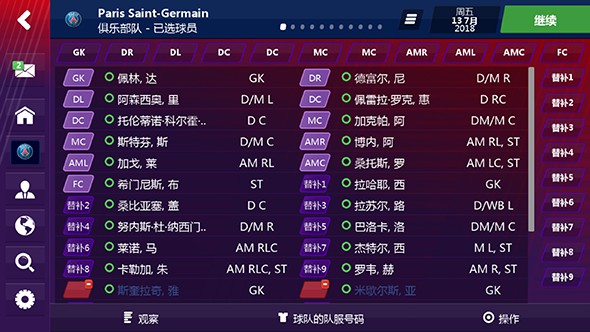 Paris Saint-Germain
俱乐部队 - 已选球员
周五
13 7月
2018
继续
2
GK DR DL DC DC MC MC AMR AML AMC FC
GK 佩林, 达 GK DR 德富尔, 尼 D/M R 替补1
DL 阿森西奥, 里 D/M L DC 佩雷拉·罗克, 惠 D RC 替补2
DC 托伦蒂诺·科尔霍·.. D C MC 加克帕, 阿 DM/M C 替补3
MC 斯特芬, 斯 D/M C AMR 博内, 阿 AM RL, ST 替补4
AML 加戈, 莱 AM RL AMC 桑托斯, 罗 AM LC, ST 替补5
FC 希门尼斯, 布 ST 替补1 拉哈耶, 西 GK 替补6
替补2 桑比亚塞, 盖 D C 替补3 拉苏尔, 路 D/WB L 替补7
替补4 努内斯·杜·纳西门.. D/M R 替补5 巴洛卡, 洛 DM/M C 替补8
替补6 莱诺, 马 AM RLC 替补7 杰特尔, 西 M L, ST 替补9
替补8 卡勒加, 朱 AM RLC, ST 替补9 罗韦, 赫 AM R, ST
斯奎拉奇, 雅 GK 米歇尔斯, 亚 GK
观察 球队的队服号码 操作